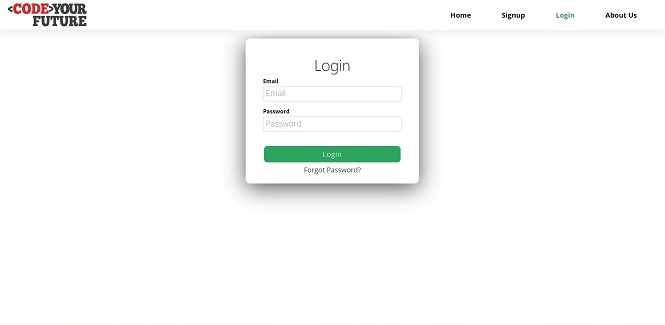 <CODE>YOUR
FUTURE
Home Signup Login About Us
Login
Email
Email
Password
Password
Login
Forgot Password?